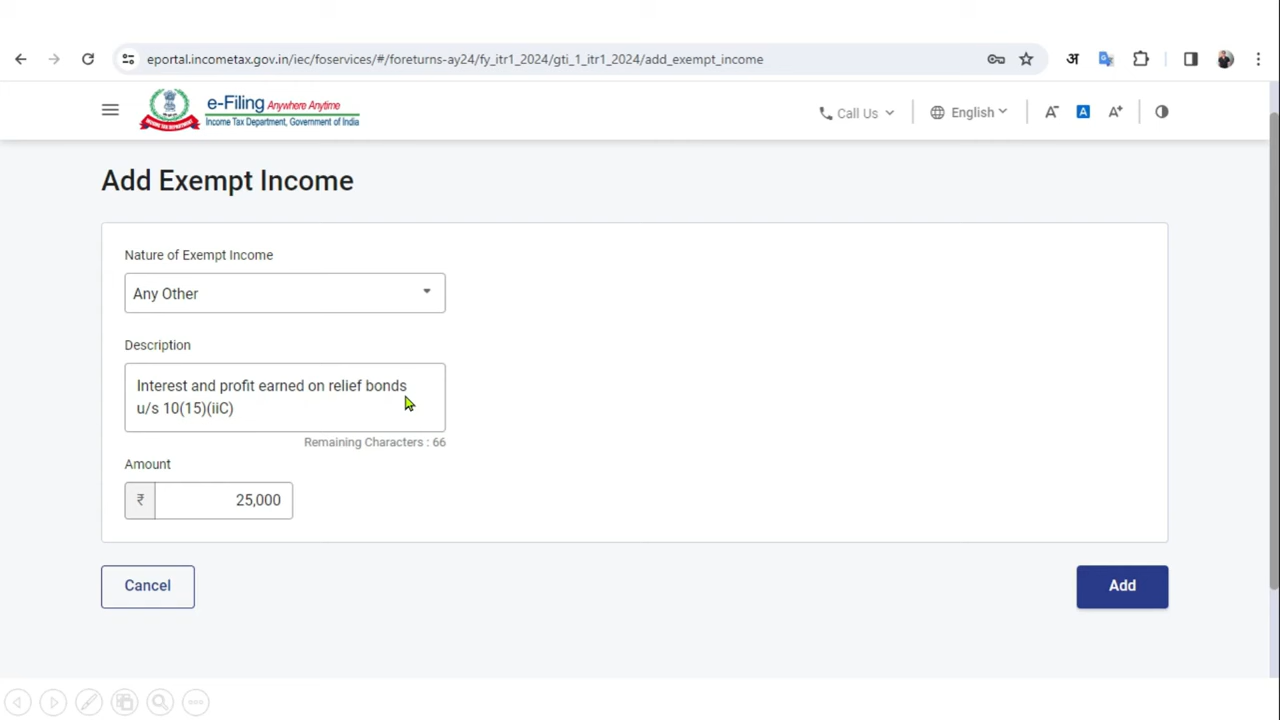 eportal.incometax.gov.in/iec/foservices/#/foreturns-ay24/fy_itr1_2024/gti_1_itr1_2024/add_exempt_income
अ
e-Filing Anywhere Anytime
Income Tax Department, Government of India
Call Us
English
A-
A
A+
Add Exempt Income
Nature of Exempt Income
Any Other
Description
Interest and profit earned on relief bonds
u/s 10(15)(iiC)
Remaining Characters : 66
Amount
₹ 25,000
Cancel
Add